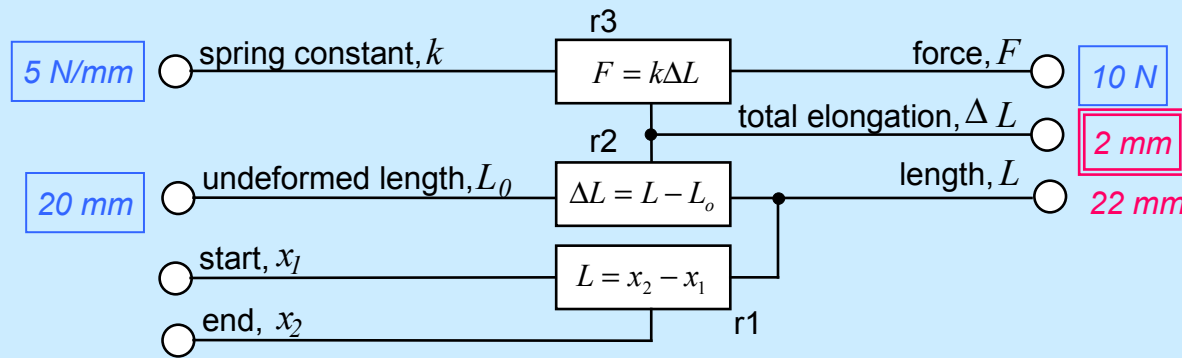 r3
5 N/mm
spring constant, k
F = kΔL
force, F
10 N
total elongation, Δ L
2 mm
r2
undeformed length, L0
ΔL = L − Lo
length, L
20 mm
22 mm
start, x1
L = x2 − x1
r1
end, x2